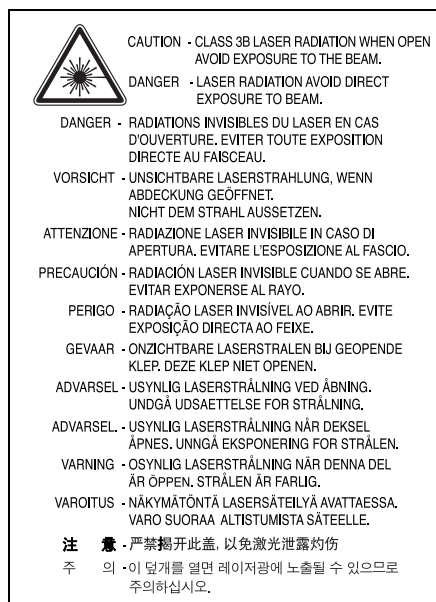 CAUTION - CLASS 3B LASER RADIATION WHEN OPEN
AVOID EXPOSURE TO THE BEAM.
DANGER - LASER RADIATION AVOID DIRECT
EXPOSURE TO BEAM.
DANGER - RADIATIONS INVISIBLES DU LASER EN CAS
D'OUVERTURE. EVITER TOUTE EXPOSITION
DIRECTE AU FAISCEAU.
VORSICHT - UNSICHTBARE LASERSTRAHLUNG, WENN
ABDECKUNG GEÖFFNET.
NICHT DEM STRAHL AUSSETZEN.
ATTENZIONE - RADIAZIONE LASER INVISIBILE IN CASO DI
APERTURA. EVITARE L'ESPOSIZIONE AL FASCIO.
PRECAUCIÓN - RADIACIÓN LASER INVISIBLE CUANDO SE ABRE.
EVITAR EXPONERSE AL RAYO.
PERIGO - RADIAÇÃO LASER INVISÍVEL AO ABRIR. EVITE
EXPOSIÇÃO DIRECTA AO FEIXE.
GEVAAR - ONZICHTBARE LASERSTRALEN BIJ GEOPENDE
KLEP. DEZE KLEP NIET OPENEN.
ADVARSEL - USYNLIG LASERSTRÅLNING VED ÅBNING.
UNDGÅ UDSAETTELSE FOR STRÅLNING.
ADVARSEL. - USYNLIG LASERSTRÅLNING NÅR DEKSEL
ÅPNES. UNNGÅ EKSPONERING FOR STRÅLEN.
VARNING - OSYNLIG LASERSTRÅLNING NÄR DENNA DEL
ÄR ÖPPEN. STRÅLEN ÄR FARLIG.
VAROITUS - NÄKYMÄTÖNTÄ LASERSÄTEILYÄ AVATTAESSA.
VARO SUORAA ALTISTUMISTA SÄTEELLE.
注 意 - 严禁揭开此盖, 以免激光泄露灼伤
주 의 - 이 덮개를 열면 레이저광에 노출될 수 있으므로
주의하십시오.